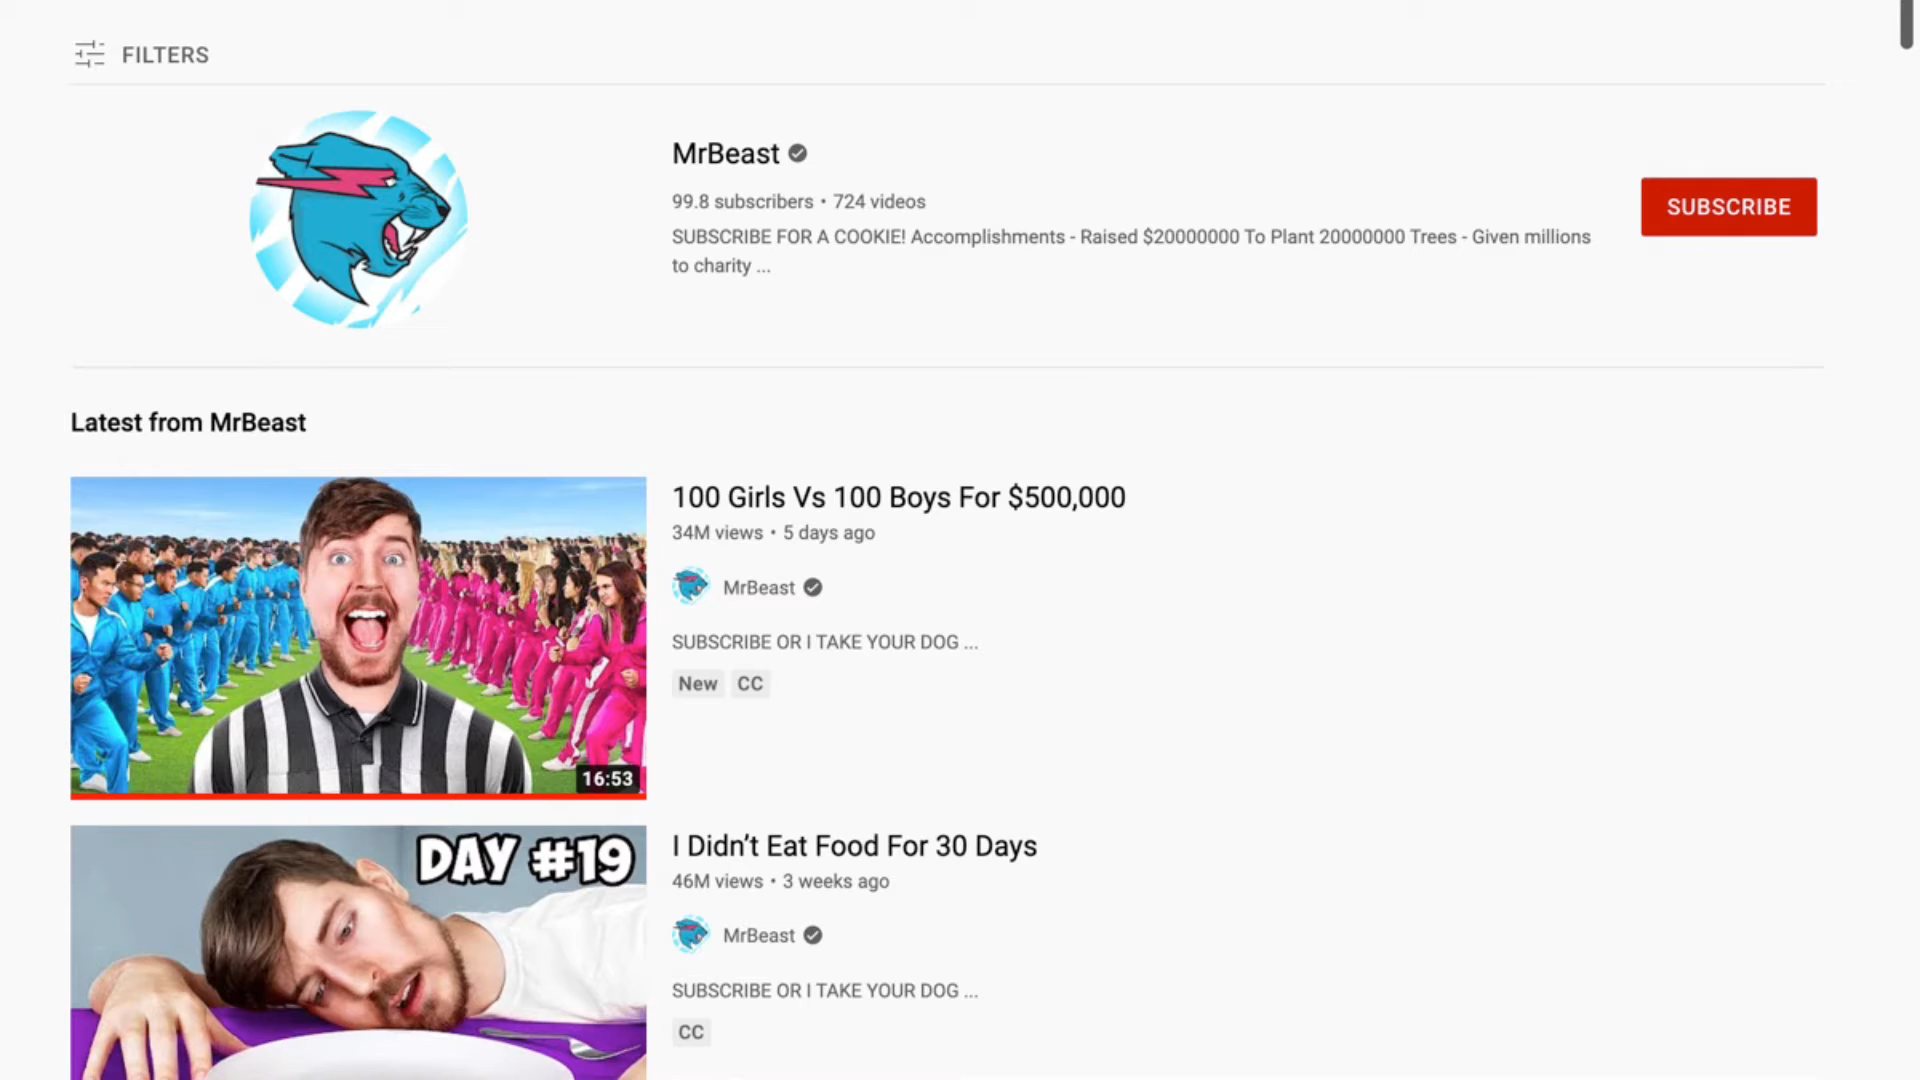 FILTERS
MrBeast
99.8 subscribers • 724 videos
SUBSCRIBE FOR A COOKIE! Accomplishments - Raised $20000000 To Plant 20000000 Trees - Given millions
to charity ...
SUBSCRIBE
Latest from MrBeast
16:53
100 Girls Vs 100 Boys For $500,000
34M views • 5 days ago
MrBeast
SUBSCRIBE OR I TAKE YOUR DOG ...
New CC
DAY #19
I Didn’t Eat Food For 30 Days
46M views • 3 weeks ago
MrBeast
SUBSCRIBE OR I TAKE YOUR DOG ...
CC